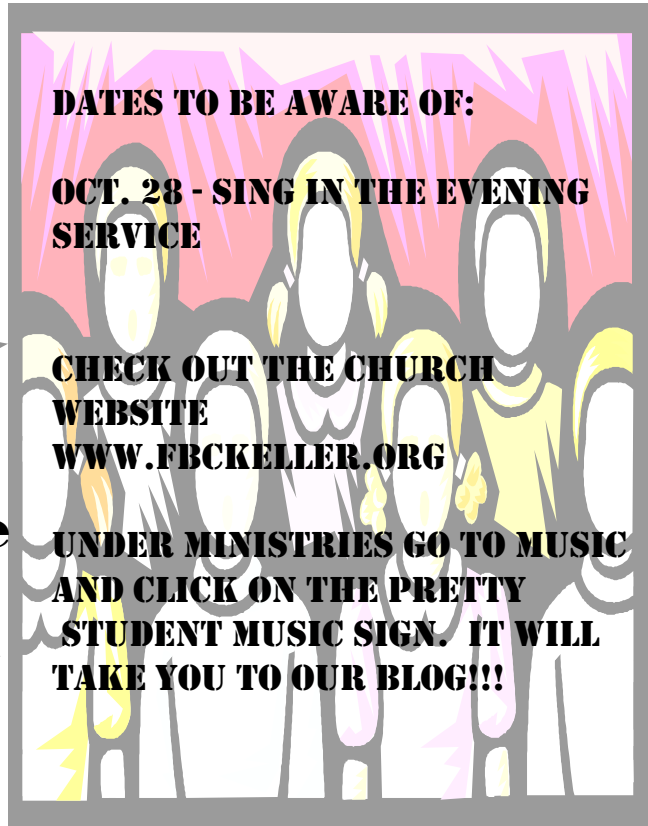 DATES TO BE AWARE OF:
OCT. 28 - SING IN THE EVENING
SERVICE
CHECK OUT THE CHURCH
WEBSITE
WWW.FBCKELLER.ORG
UNDER MINISTRIES GO TO MUSIC
AND CLICK ON THE PRETTY
STUDENT MUSIC SIGN. IT WILL
TAKE YOU TO OUR BLOG!!!